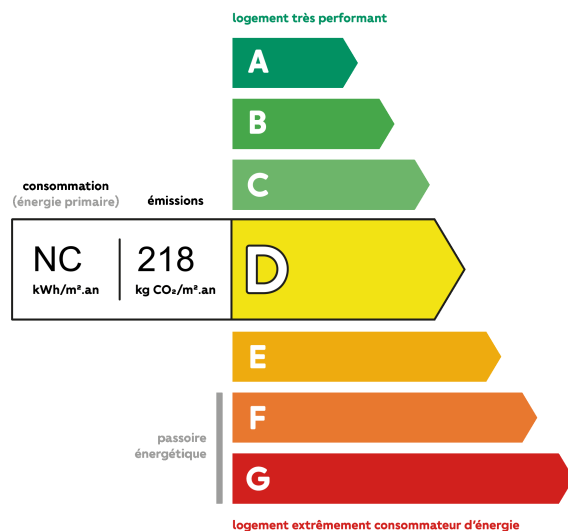 logement très performant
A
B
C
consommation
(énergie primaire)
émissions
NC
218
kWh/m².an
kg CO₂/m².an
D
E
F
passoire
énergétique
G
logement extrêmement consommateur d'énergie